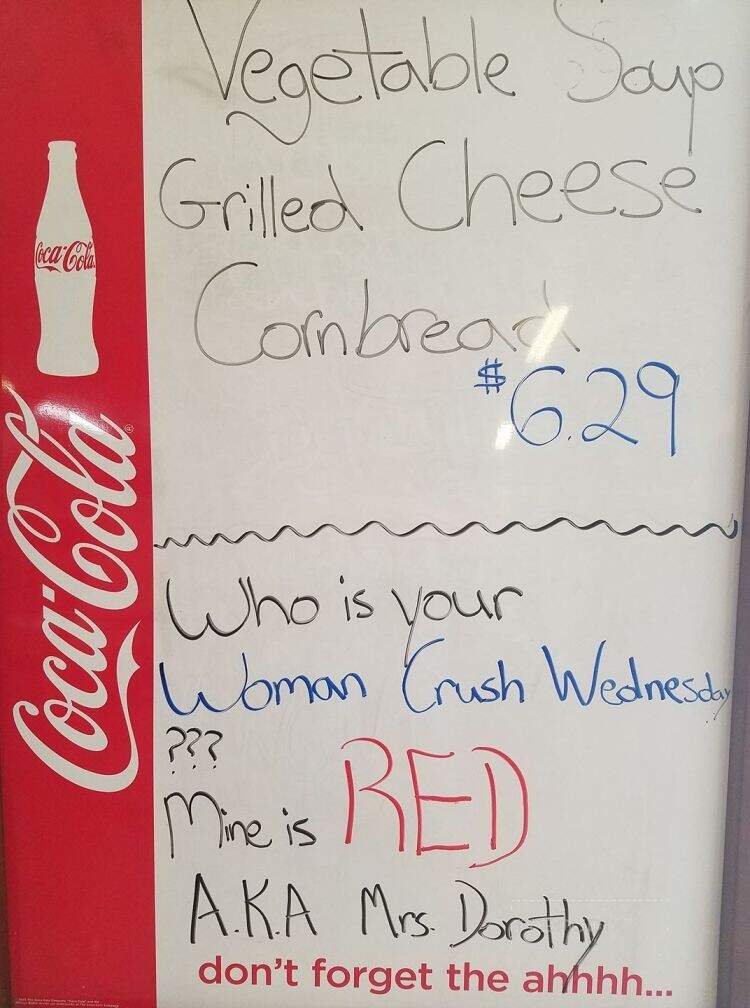 Vegetable Soup
Grilled Cheese
Cornbread
$6.29
Who is your
Woman Crush Wednesday
???
Mine is RED
A.K.A Mrs. Dorothy
don't forget the ahhhh...
Coca-Cola
Coca-Cola®